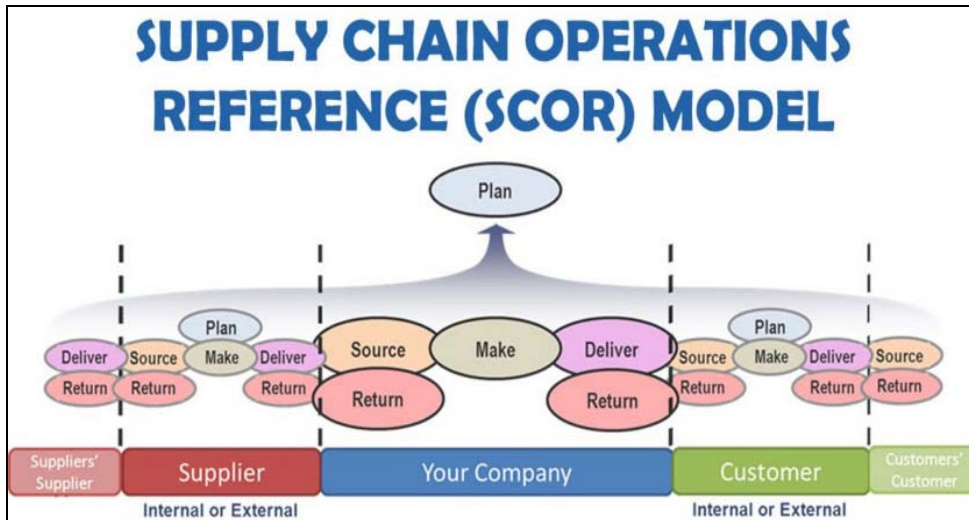 SUPPLY CHAIN OPERATIONS
REFERENCE (SCOR) MODEL
Plan
Plan Plan
Deliver Source Make Deliver Source Make Deliver Source Make Deliver Source
Return Return Return Return Return Return Return Return
Suppliers' Supplier Your Company Customer Customers'
Supplier Customer
Internal or External Internal or External